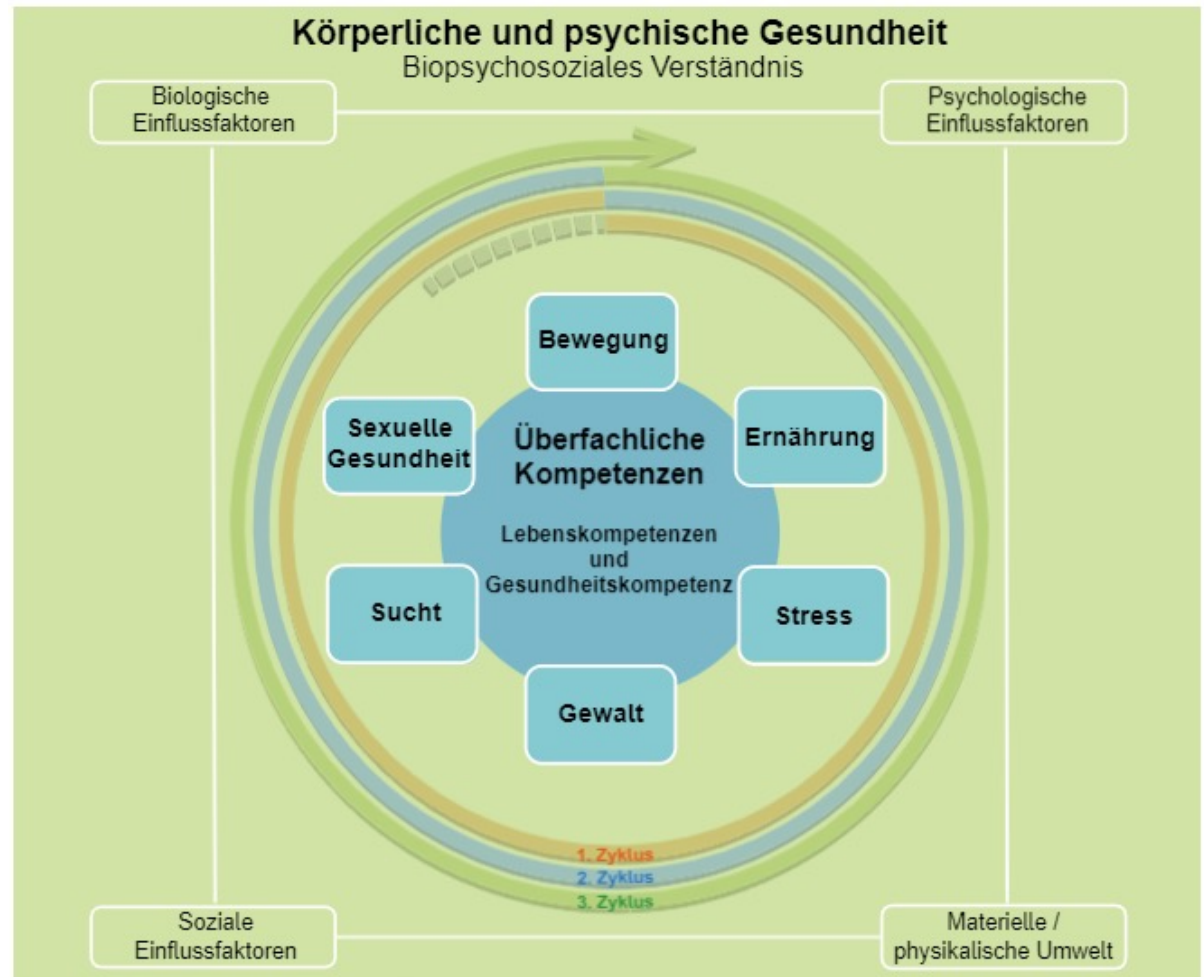 Körperliche und psychische Gesundheit
Biopsychosoziales Verständnis
Biologische
Einflussfaktoren
Psychologische
Einflussfaktoren
Bewegung
Sexuelle
Gesundheit
Überfachliche
Kompetenzen
Ernährung
Lebenskompetenzen
und
Gesundheitskompetenz
Sucht
Stress
Gewalt
1. Zyklus
2. Zyklus
3. Zyklus
Soziale
Einflussfaktoren
Materielle /
physikalische Umwelt